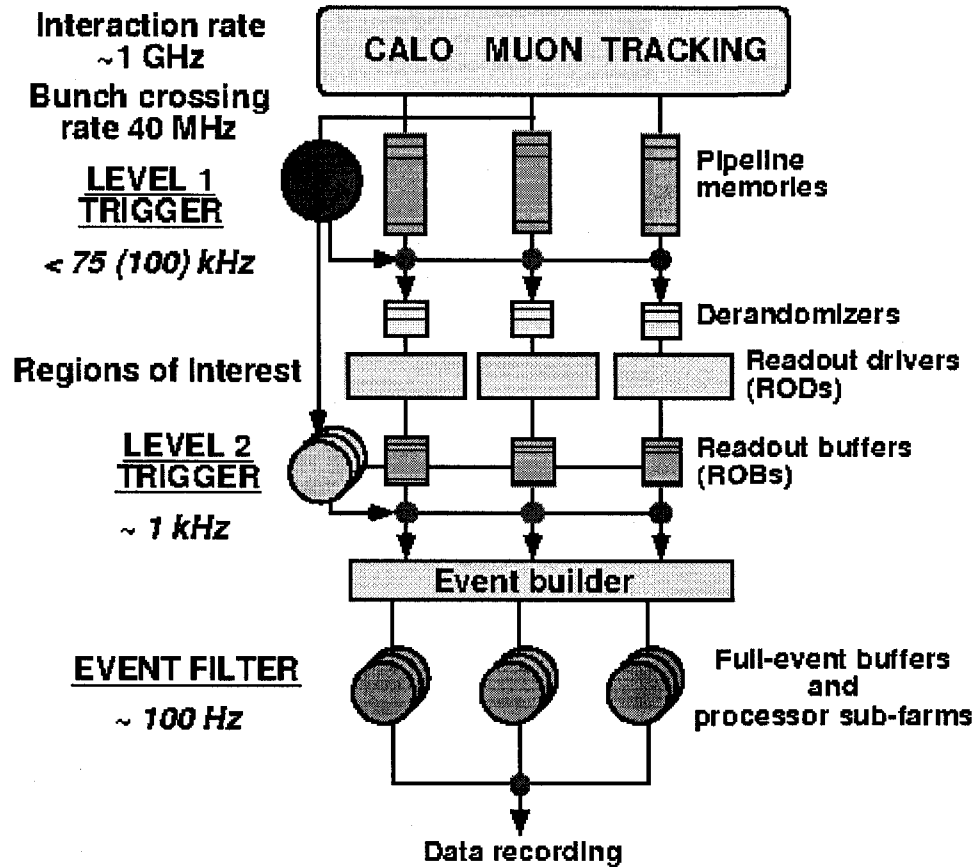 Interaction rate
~1 GHz
Bunch crossing
rate 40 MHz
CALO MUON TRACKING
LEVEL 1
TRIGGER
< 75 (100) kHz
Pipeline
memories
Derandomizers
Regions of Interest
Readout drivers
(RODs)
LEVEL 2
TRIGGER
~ 1 kHz
Readout buffers
(ROBs)
Event builder
EVENT FILTER
~ 100 Hz
Full-event buffers
and
processor sub-farms
Data recording